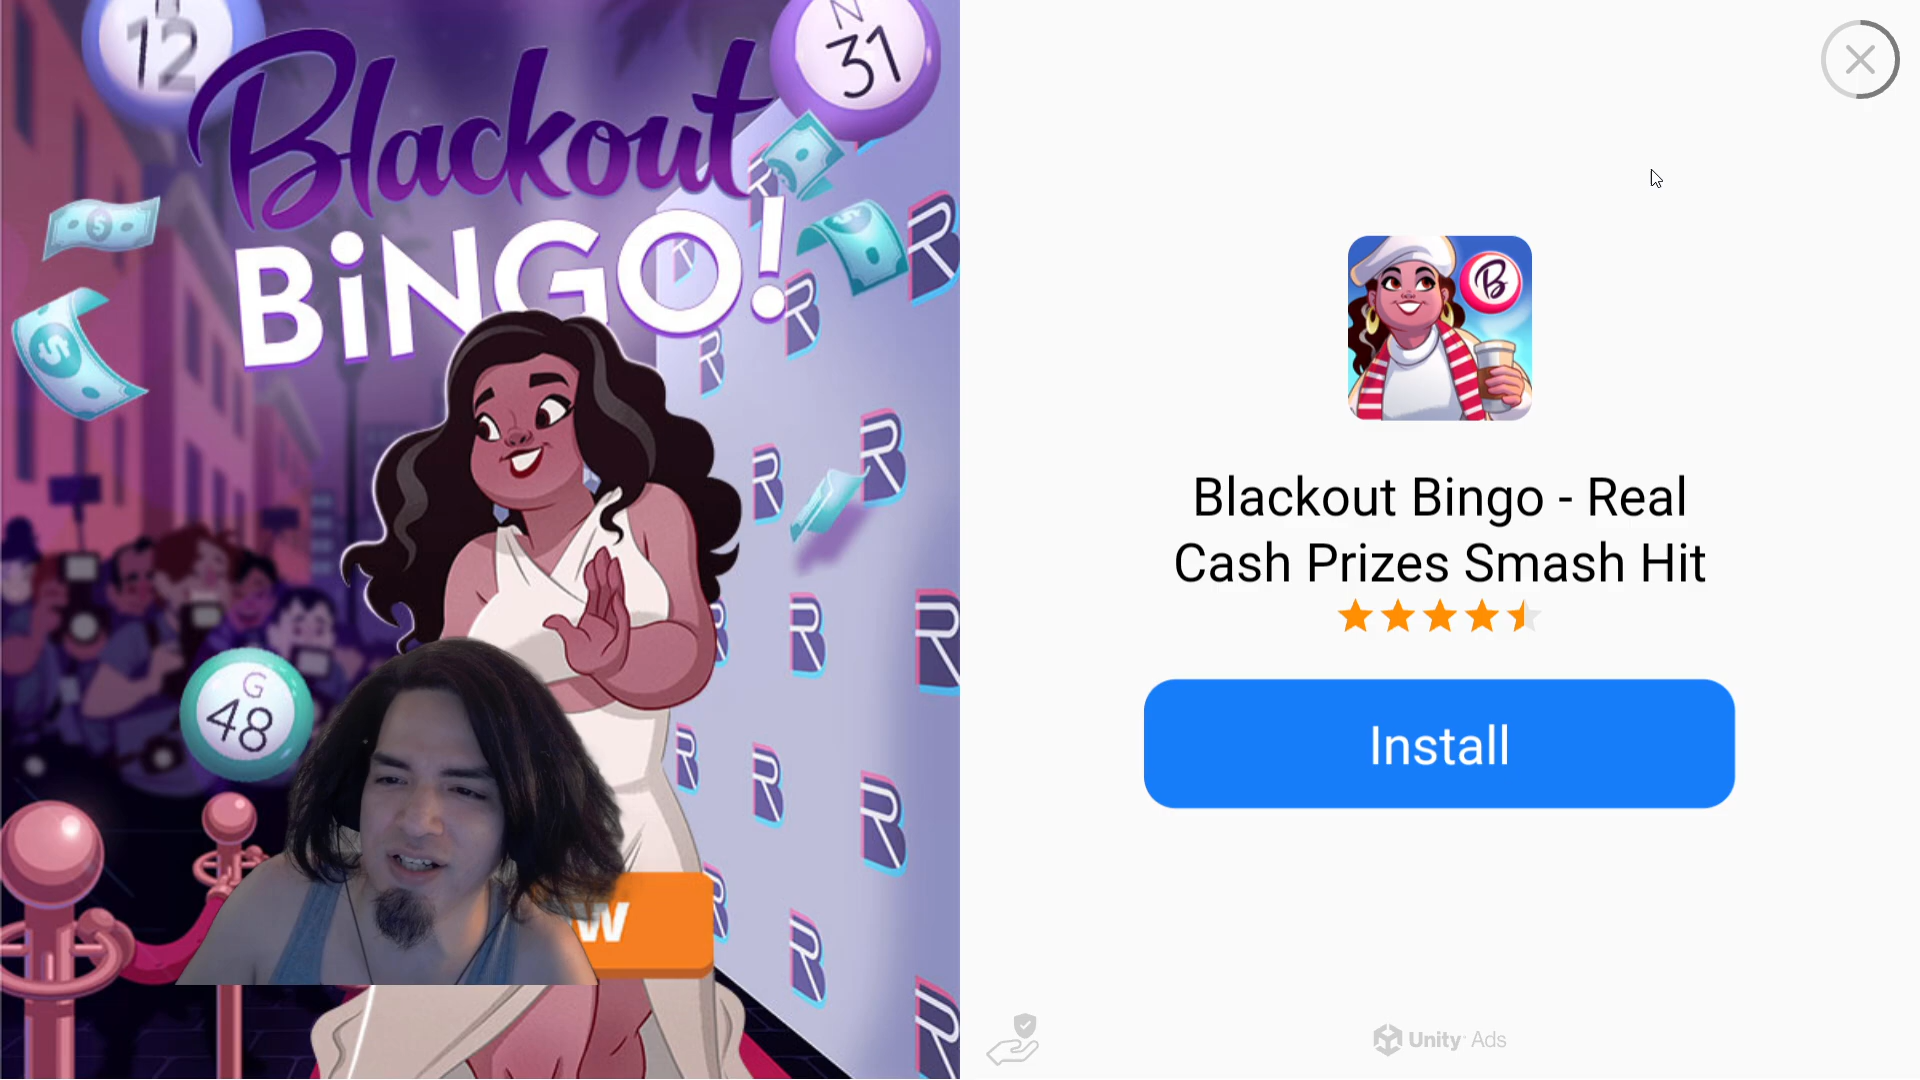 12
N
31
Blackout
BiNGO!
G
48
W
B
Blackout Bingo - Real
Cash Prizes Smash Hit
Install
Unity Ads